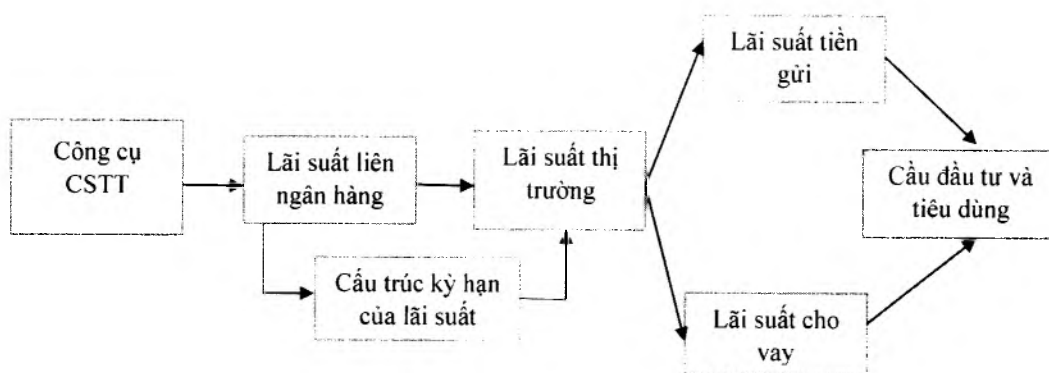 Công cụ
CSTT
Lãi suất liên
ngân hàng
Cấu trúc kỳ hạn
của lãi suất
Lãi suất thị
trường
Lãi suất tiền
gửi
Lãi suất cho
vay
Cầu đầu tư và
tiêu dùng